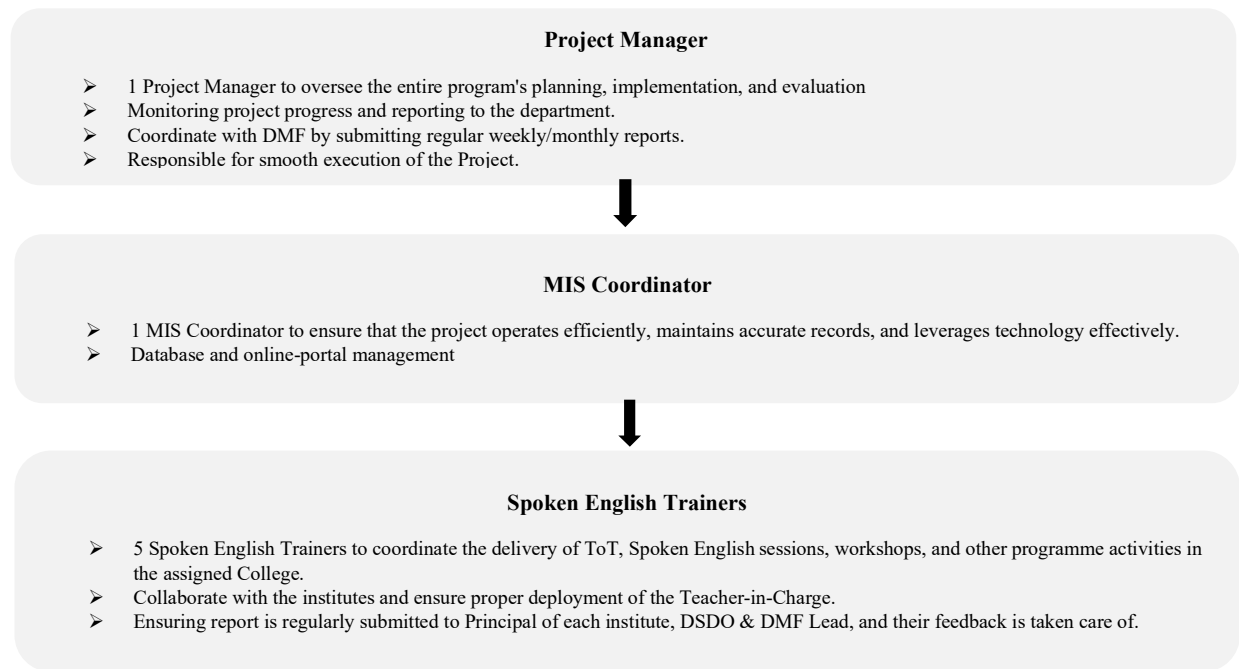 Project Manager
➢ 1 Project Manager to oversee the entire program's planning, implementation, and evaluation
➢ Monitoring project progress and reporting to the department.
➢ Coordinate with DMF by submitting regular weekly/monthly reports.
➢ Responsible for smooth execution of the Project.
MIS Coordinator
➢ 1 MIS Coordinator to ensure that the project operates efficiently, maintains accurate records, and leverages technology effectively.
➢ Database and online-portal management
Spoken English Trainers
➢ 5 Spoken English Trainers to coordinate the delivery of ToT, Spoken English sessions, workshops, and other programme activities in
the assigned College.
➢ Collaborate with the institutes and ensure proper deployment of the Teacher-in-Charge.
➢ Ensuring report is regularly submitted to Principal of each institute, DSDO & DMF Lead, and their feedback is taken care of.